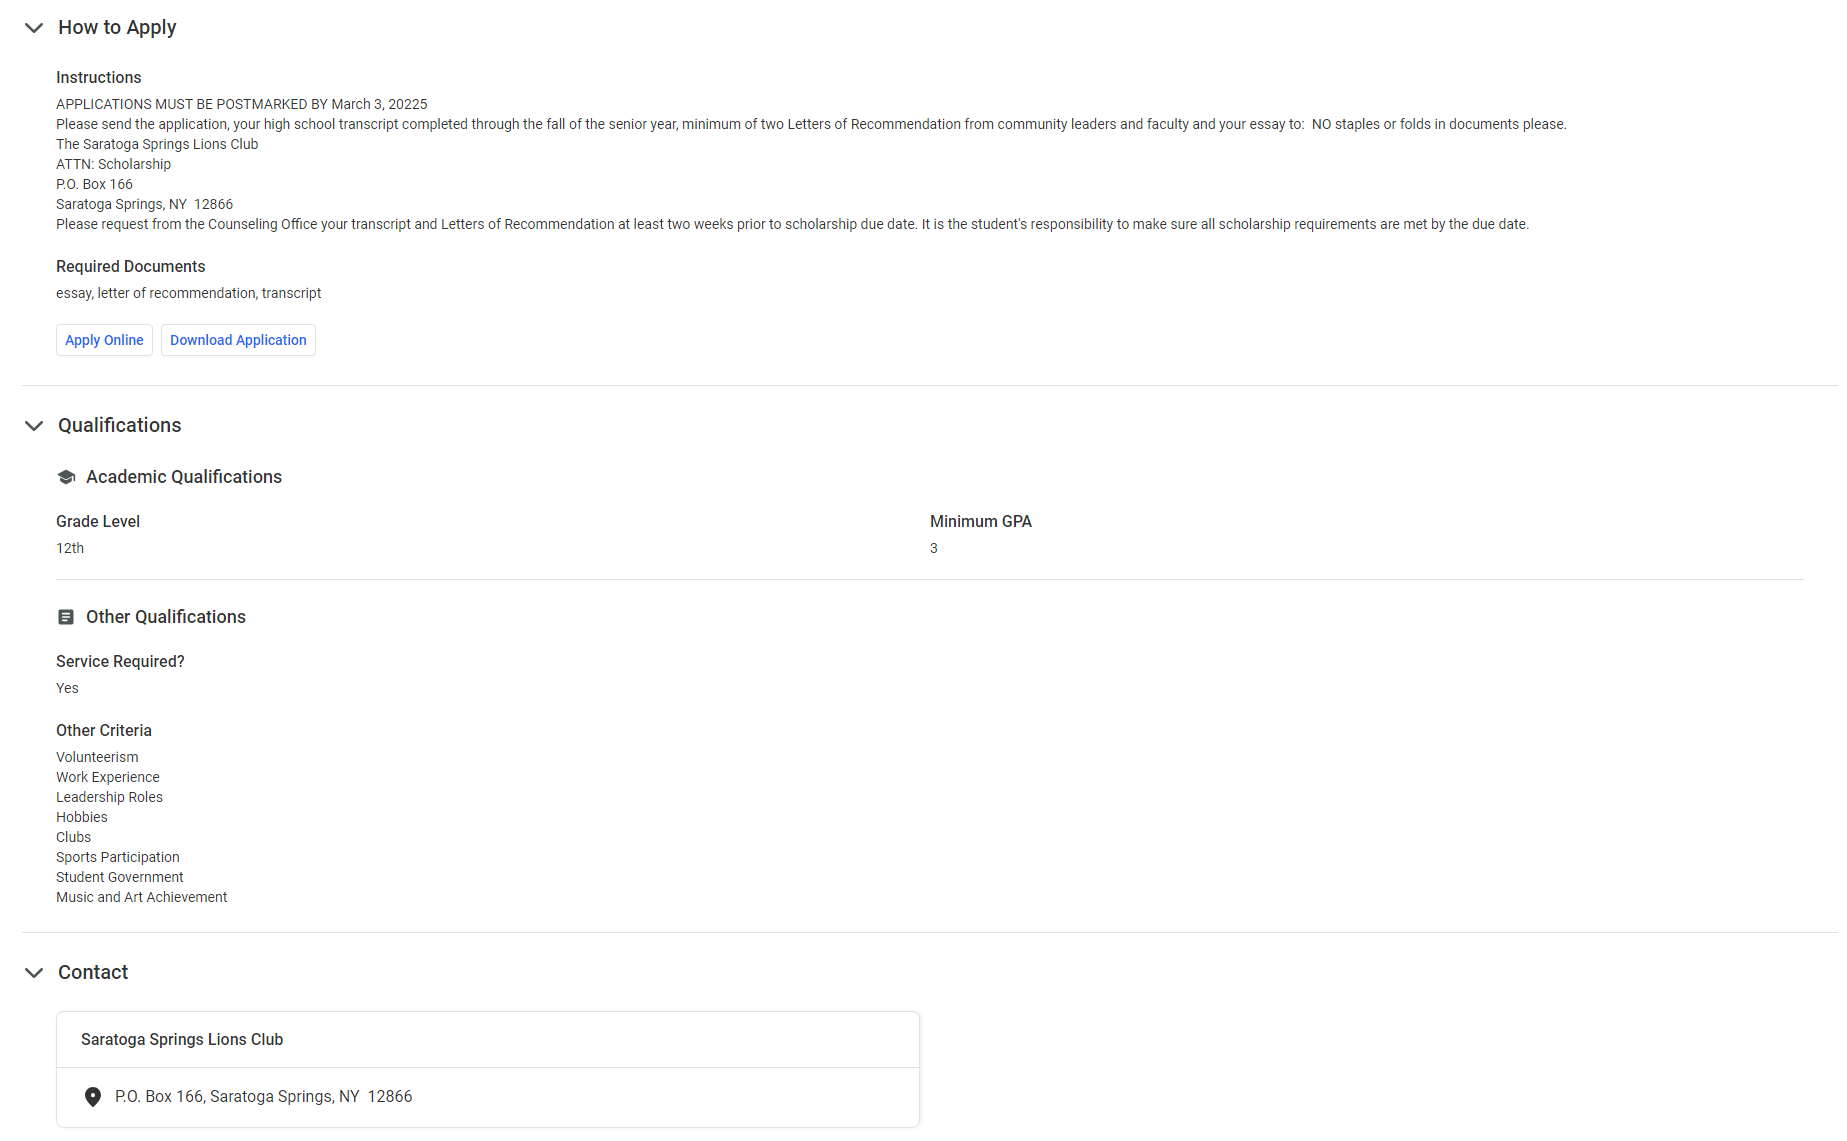 How to Apply
Instructions
APPLICATIONS MUST BE POSTMARKED BY March 3, 20225
Please send the application, your high school transcript completed through the fall of the senior year, minimum of two Letters of Recommendation from community leaders and faculty and your essay to:  NO staples or folds in documents please.
The Saratoga Springs Lions Club
ATTN: Scholarship
P.O. Box 166
Saratoga Springs, NY  12866
Please request from the Counseling Office your transcript and Letters of Recommendation at least two weeks prior to scholarship due date. It is the student's responsibility to make sure all scholarship requirements are met by the due date.
Required Documents
essay, letter of recommendation, transcript
Apply Online Download Application
Qualifications
Academic Qualifications
Grade Level Minimum GPA
12th 3
Other Qualifications
Service Required?
Yes
Other Criteria
Volunteerism
Work Experience
Leadership Roles
Hobbies
Clubs
Sports Participation
Student Government
Music and Art Achievement
Contact
Saratoga Springs Lions Club
P.O. Box 166, Saratoga Springs, NY  12866